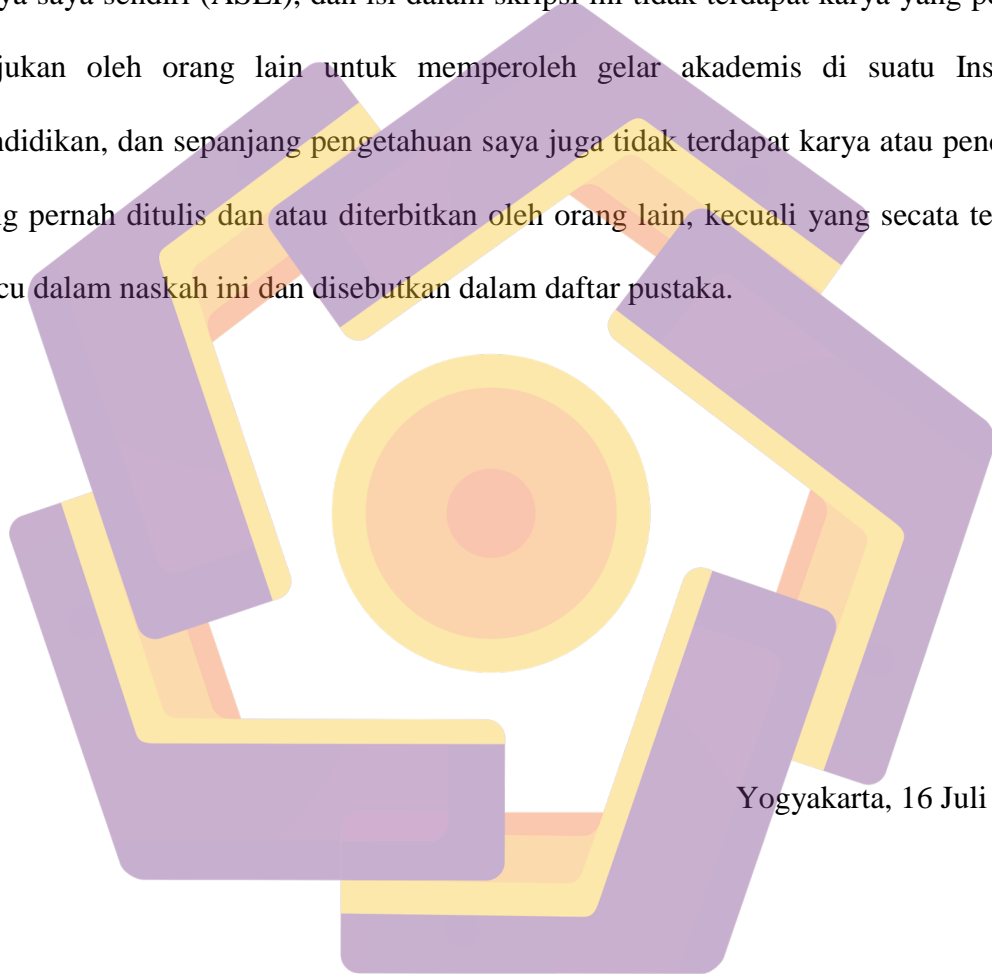 ya saya sendiri (ASLI), dan isi dalam skripsi ini tidak terdapat karya yang pe
jukan oleh orang lain untuk memperoleh gelar akademis di suatu Ins
ndidikan, dan sepanjang pengetahuan saya juga tidak terdapat karya atau pend
ng pernah ditulis dan atau diterbitkan oleh orang lain, kecuali yang secata te
cu dalam naskah ini dan disebutkan dalam daftar pustaka.
Yogyakarta, 16 Juli